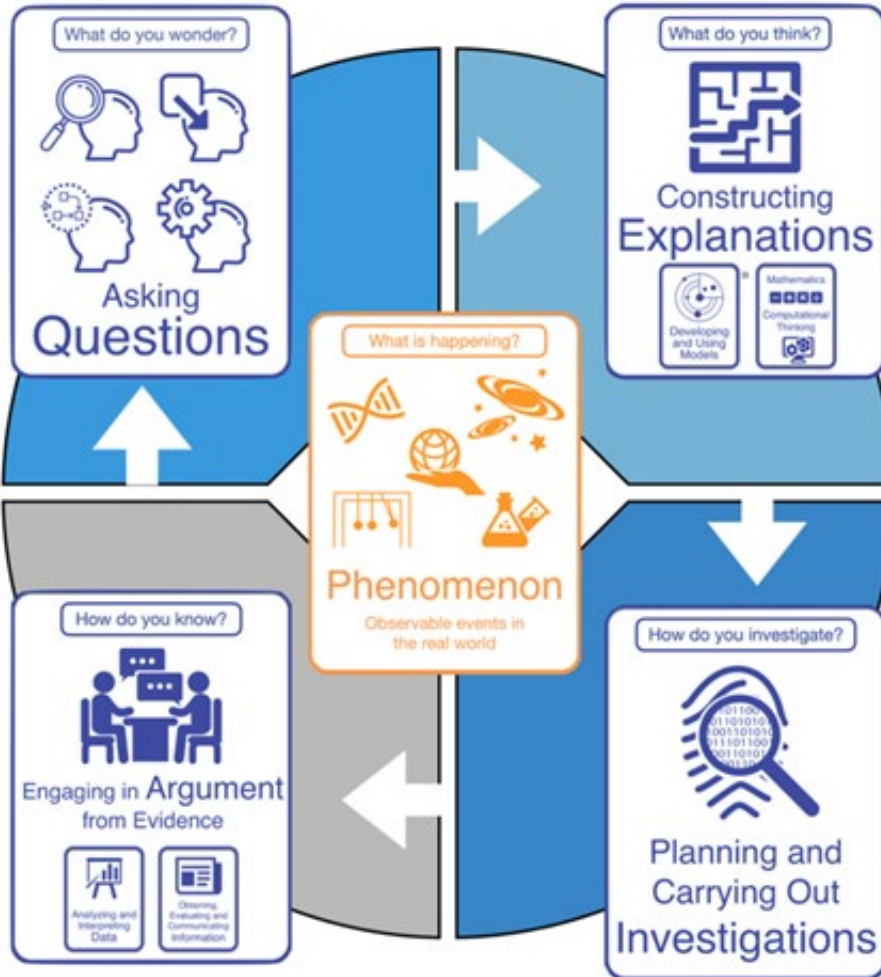 What do you wonder?
Asking
Questions
What do you think?
Constructing
Explanations
Developing
and Using
Models
Mathematics
Computational
Thinking
What is happening?
Phenomenon
Observable events in
the real world
How do you know?
Engaging in Argument
from Evidence
Analyzing and
Interpreting
Data
Obtaining,
Evaluating and
Communicating
Information
How do you investigate?
Planning and
Carrying Out
Investigations